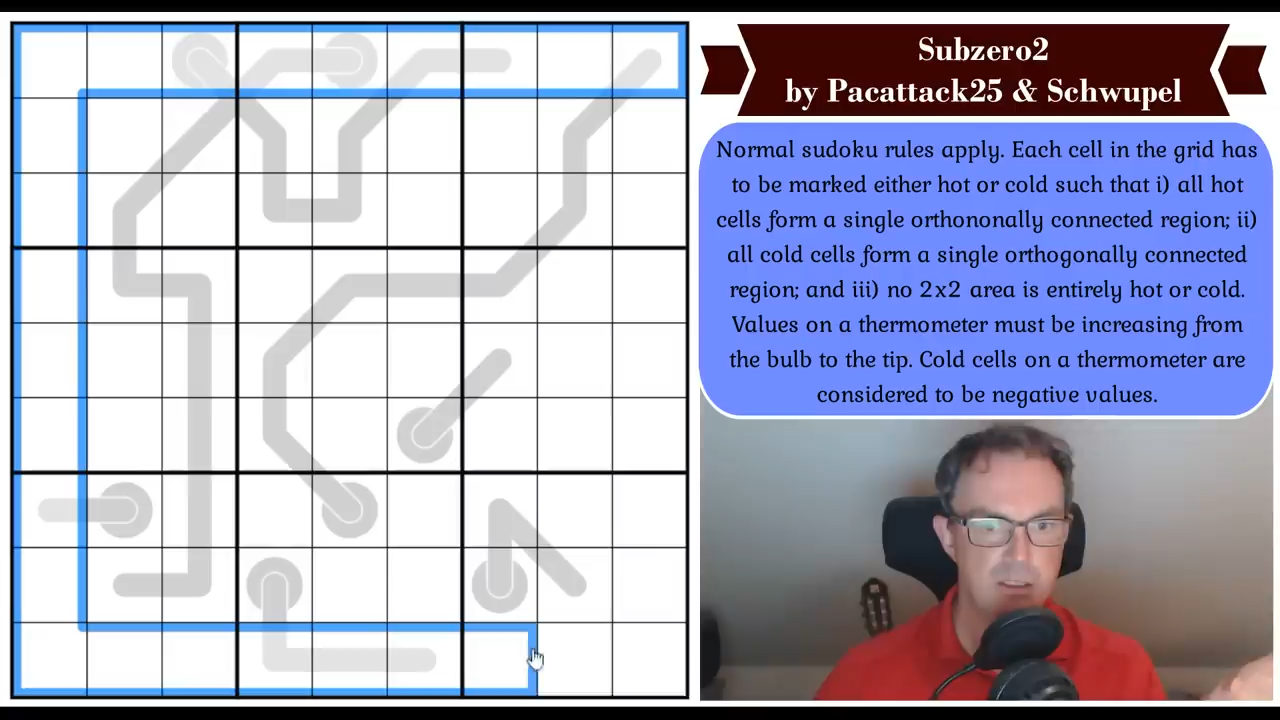 Subzero2
by Pacattack25 & Schwupel
Normal sudoku rules apply. Each cell in the grid has
to be marked either hot or cold such that i) all hot
cells form a single orthononally connected region; ii)
all cold cells form a single orthogonally connected
region; and iii) no 2x2 area is entirely hot or cold.
Values on a thermometer must be increasing from
the bulb to the tip. Cold cells on a thermometer are
considered to be negative values.